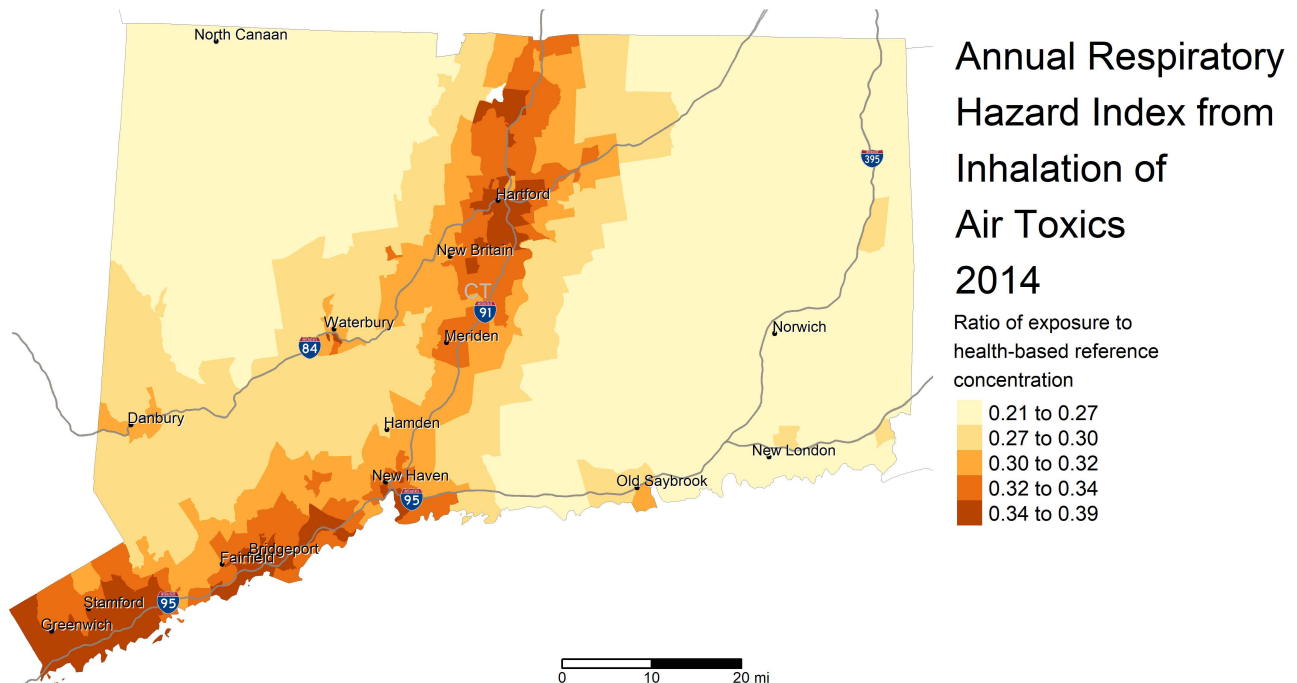 North Canaan
Annual Respiratory
Hazard Index from
Inhalation of
Air Toxics
2014
Ratio of exposure to
health-based reference
concentration
0.21 to 0.27
0.27 to 0.30
0.30 to 0.32
0.32 to 0.34
0.34 to 0.39
395
Hartford
New Britain
CT
91
Waterbury
84
Meriden
Norwich
Danbury
Hamden
New London
New Haven
95
Old Saybrook
Bridgeport
Fairfield
Stamford
95
Greenwich
0 10 20 mi